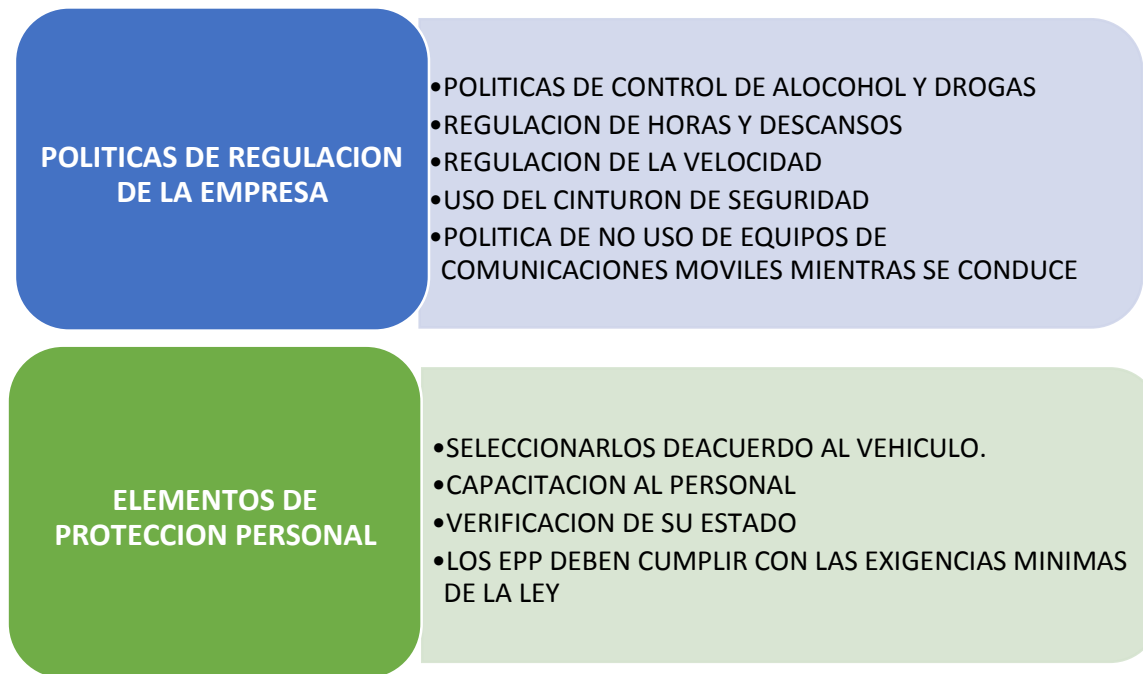 POLITICAS DE REGULACION
DE LA EMPRESA
•POLITICAS DE CONTROL DE ALOCOHOL Y DROGAS
•REGULACION DE HORAS Y DESCANSOS
•REGULACION DE LA VELOCIDAD
•USO DEL CINTURON DE SEGURIDAD
•POLITICA DE NO USO DE EQUIPOS DE
COMUNICACIONES MOVILES MIENTRAS SE CONDUCE
ELEMENTOS DE
PROTECCION PERSONAL
•SELECCIONARLOS DEACUERDO AL VEHICULO.
•CAPACITACION AL PERSONAL
•VERIFICACION DE SU ESTADO
•LOS EPP DEBEN CUMPLIR CON LAS EXIGENCIAS MINIMAS
DE LA LEY